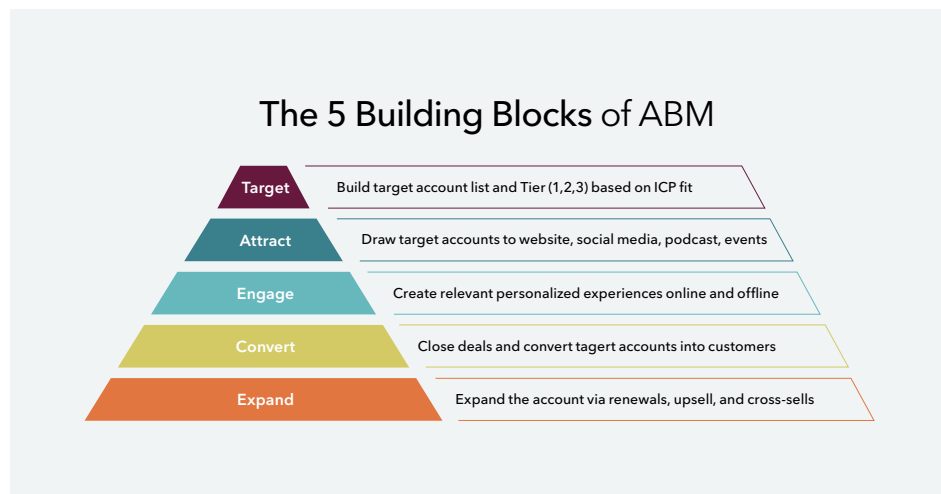 The 5 Building Blocks of ABM
Target
Build target account list and Tier (1,2,3) based on ICP fit
Attract
Draw target accounts to website, social media, podcast, events
Engage
Create relevant personalized experiences online and offline
Convert
Close deals and convert tagert accounts into customers
Expand
Expand the account via renewals, upsell, and cross-sells